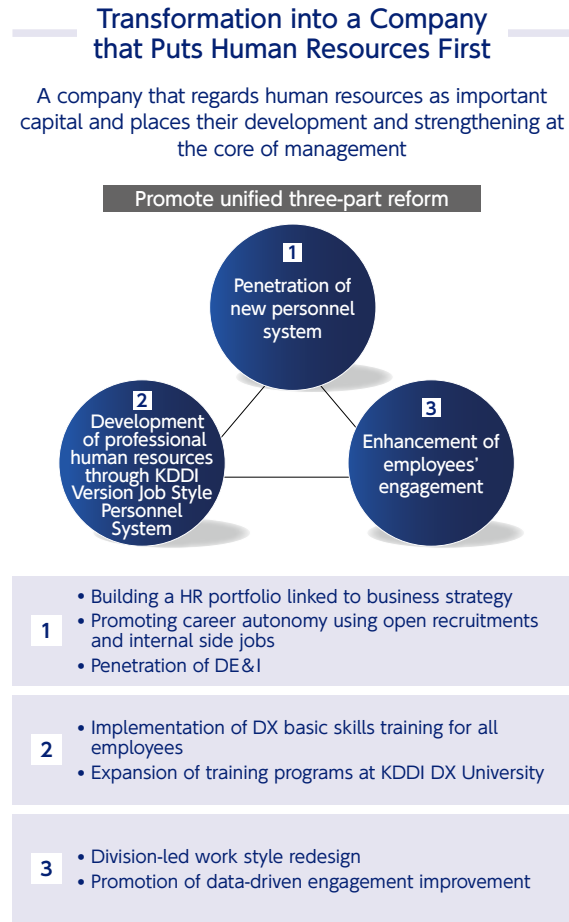 Transformation into a Company
that Puts Human Resources First
A company that regards human resources as important
capital and places their development and strengthening at
the core of management
Promote unified three-part reform
1
Penetration of
new personnel
system
2
Development
of professional
human resources
through KDDI
Version Job Style
Personnel
System
3
Enhancement of
employees'
engagement
1
• Building a HR portfolio linked to business strategy
• Promoting career autonomy using open recruitments
and internal side jobs
• Penetration of DE&I
2
• Implementation of DX basic skills training for all
employees
• Expansion of training programs at KDDI DX University
3
• Division-led work style redesign
• Promotion of data-driven engagement improvement